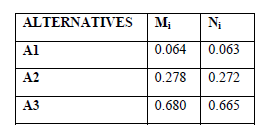 ALTERNATIVES Mi Ni
A1 0.064 0.063
A2 0.278 0.272
A3 0.680 0.665